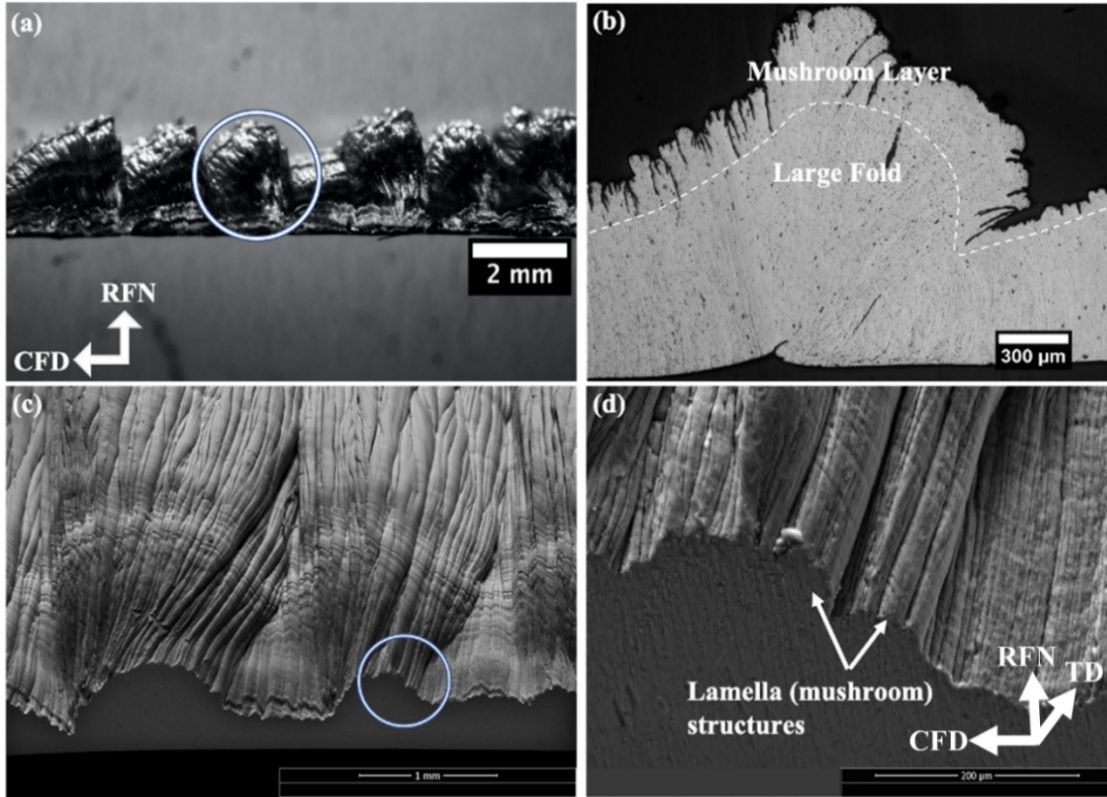 (a)
2 mm
RFN
CFD
(b)
Mushroom Layer
Large Fold
300 µm
(c)
1 mm
(d)
Lamella (mushroom)
structures
RFN
TD
CFD
200 µm